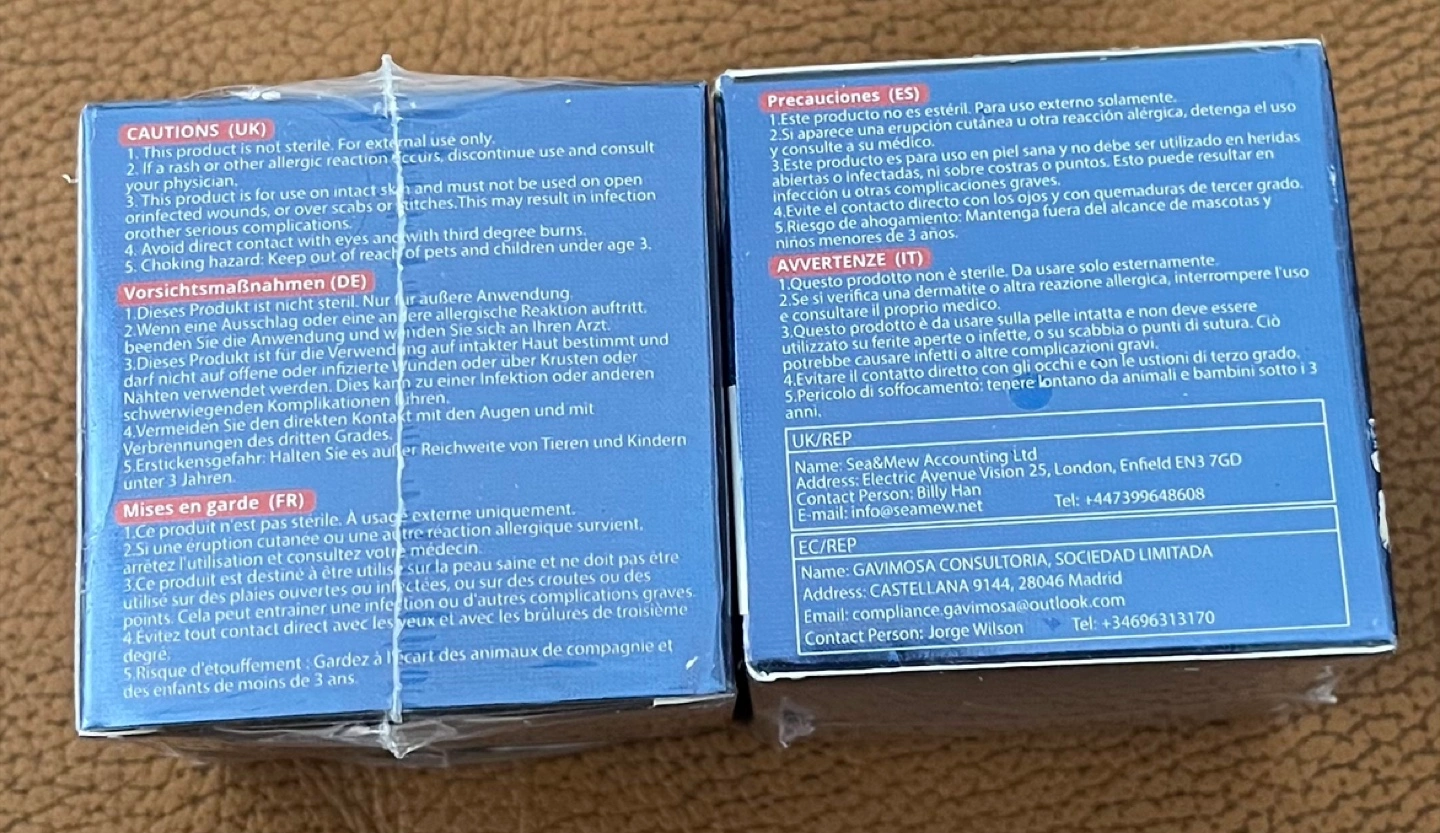 CAUTIONS (UK)
1. This product is not sterile. For external use only.
2. If a rash or other allergic reaction occurs, discontinue use and consult
your physician.
3. This product is for use on intact skin and must not be used on open
orinfected wounds, or over scabs or stitches.This may result in infection
orother serious complications.
4. Avoid direct contact with eyes and with third degree burns.
5. Choking hazard: Keep out of reach of pets and children under age 3.
Vorsichtsmaßnahmen (DE)
1.Dieses Produkt ist nicht steril. Nur für außere Anwendung.
2.Wenn eine Ausschlag oder eine andere allergische Reaktion auftritt,
beenden Sie die Anwendung und wenden Sie sich an Ihren Arzt.
3.Dieses Produkt ist für die Verwendung auf intakter Haut bestimmt und
darf nicht auf offene oder infizierte Wunden oder über Krusten oder
Nahten verwendet werden. Dies kann zu einer Infektion oder anderen
schwerwiegenden Komplikationen führen.
4.Vermeiden Sie den direkten Kontakt mit den Augen und mit
Verbrennungen des dritten Grades.
5.Erstickensgefahr: Halten Sie es außer Reichweite von Tieren und Kindern
unter 3 Jahren.
Mises en garde (FR)
1.Ce produit n'est pas stérile. À usage externe uniquement.
2.Si une éruption cutanée ou une autre réaction allergique survient,
arrêtez l'utilisation et consultez votre médecin.
3.Ce produit est destiné à être utilisé sur la peau saine et ne doit pas être
utilisé sur des plaies ouvertes ou infectées, ou sur des croutes ou des
points. Cela peut entrainer une infection ou d'autres complications graves.
4.Évitez tout contact direct avec les yeux et avec les brûlures de troisième
degré.
5.Risque d'etouffement : Gardez à l'écart des animaux de compagnie et
des enfants de moins de 3 ans.
Precauciones (ES)
1.Este producto no es estéril. Para uso externo solamente.
2.Si aparece una erupción cutánea u otra reacción alérgica, detenga el uso
y consulte a su médico.
3.Este producto es para uso en piel sana y no debe ser utilizado en heridas
abiertas o infectadas, ni sobre costras o puntos. Esto puede resultar en
infección u otras complicaciones graves.
4.Evite el contacto directo con los ojos y con quemaduras de tercer grado.
5.Riesgo de ahogamiento: Mantenga fuera del alcance de mascotas y
niños menores de 3 años.
AVVERTENZE (IT)
1.Questo prodotto non è sterile. Da usare solo esternamente.
2.Se si verifica una dermatite o altra reazione allergica, interrompere l'uso
e consultare il proprio medico.
3.Questo prodotto è da usare sulla pelle intatta e non deve essere
utilizzato su ferite aperte o infette, o su scabbia o punti di sutura. Ciò
potrebbe causare infetti o altre complicazioni gravi.
4.Evitare il contatto diretto con gli occhi e con le ustioni di terzo grado.
5.Pericolo di soffocamento: tenere lontano da animali e bambini sotto i 3
anni.
UK/REP
Name: Sea&Mew Accounting Ltd
Address: Electric Avenue Vision 25, London, Enfield EN3 7GD
Contact Person: Billy Han Tel: +447399648608
E-mail: info@seamew.net
EC/REP
Name: GAVIMOSA CONSULTORIA, SOCIEDAD LIMITADA
Address: CASTELLANA 9144, 28046 Madrid
Email: compliance.gavimosa@outlook.com
Contact Person: Jorge Wilson Tel: +34696313170